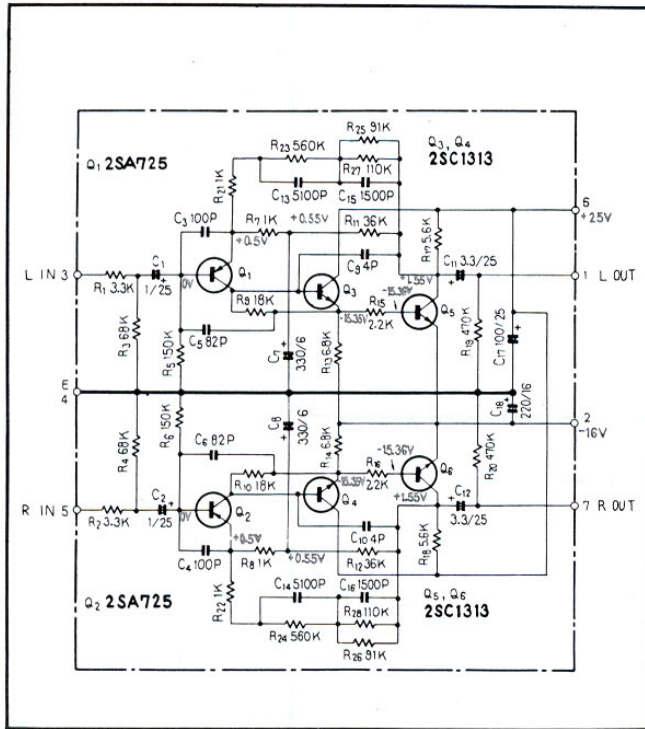 R25 91K
R23 560K
Q3, Q4
2SC1313
Q1 2SA725
R27 110K
R21 1K
C13 5100P
C15 1500P
6
+25V
C3 100P
R7 1K
+0.55V
R11 36K
R17 5.6K
+0.5V
C9 4P
C11 3.3/25
L IN 3
C1
0V
Q1
Q3
+1.55V
1 L OUT
R1 3.3K
1/25
R9 18K
-15.36V
R15
-15.36V
Q5
2.2K
R3 68K
R5 150K
C5 82P
C7
330/6
R13 6.8K
R19 470K
C17 100/25
E
4
C18
220/16
R4 68K
R6 150K
C8
330/6
2
-16V
C6 82P
R14 6.8K
-15.36V
R16
Q6
R20 470K
R10 18K
-15.36V
2.2K
+1.55V
C12
R IN 5
C2
0V
Q2
Q4
7 R OUT
R2 3.3K
1/25
+0.5V
3.3/25
C10 4P
C4 100P
R8 1K
+0.55V
R12 36K
R18 5.6K
C14 5100P
C16 1500P
R22 1K
Q5, Q6
2SC1313
Q2 2SA725
R28 110K
R24 560K
R26 91K